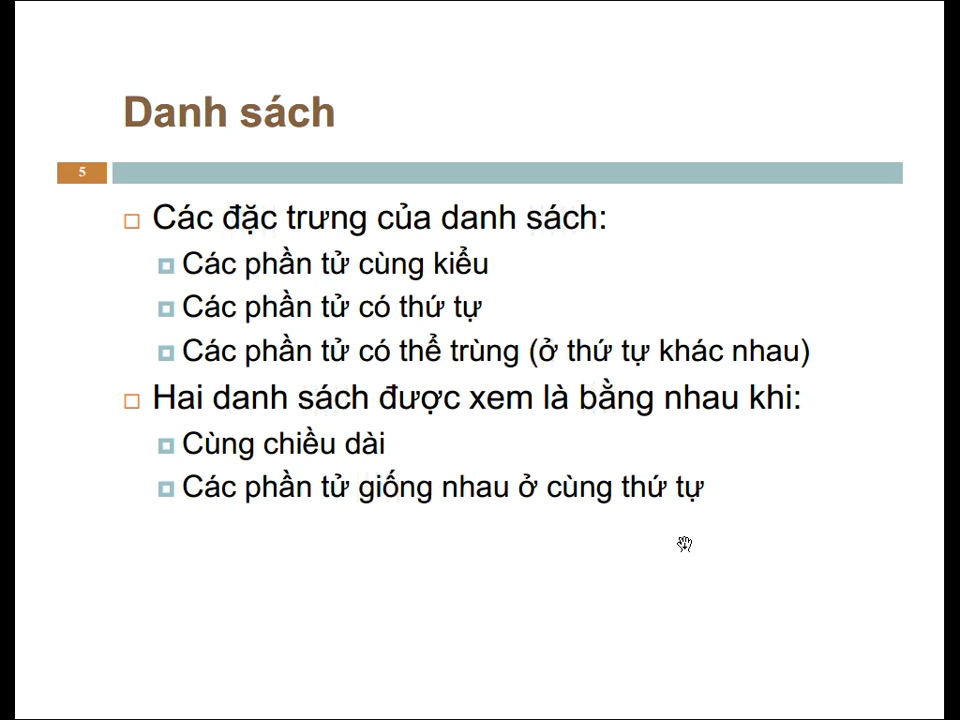 Danh sách
5
Các đặc trưng của danh sách:
Các phần tử cùng kiểu
Các phần tử có thứ tự
Các phần tử có thể trùng (ở thứ tự khác nhau)
Hai danh sách được xem là bằng nhau khi:
Cùng chiều dài
Các phần tử giống nhau ở cùng thứ tự